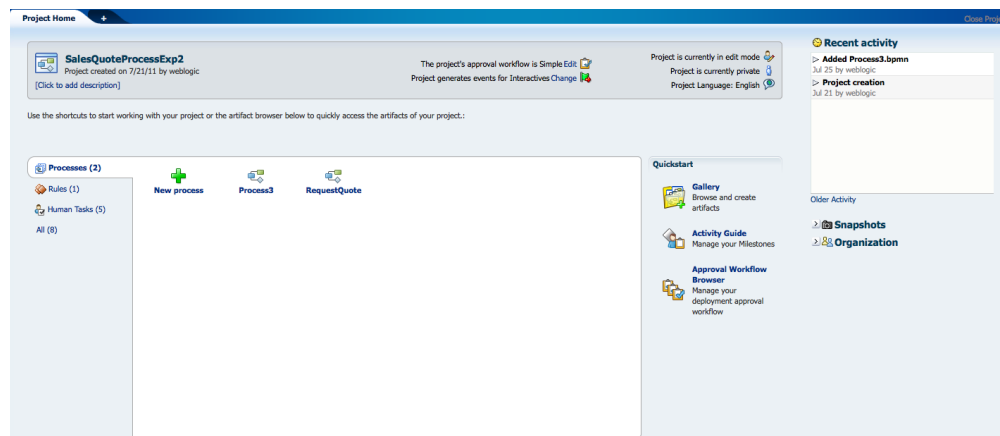 Project Home
+
Close Proj
SalesQuoteProcessExp2
Project created on 7/21/11 by weblogic
[Click to add description]
The project's approval workflow is Simple Edit
Project generates events for Interactives Change
Project is currently in edit mode
Project is currently private
Project Language: English
Use the shortcuts to start working with your project or the artifact browser below to quickly access the artifacts of your project.:
Processes (2)
Rules (1)
Human Tasks (5)
All (8)
New process
Process3
RequestQuote
Quickstart
Gallery
Browse and create
artifacts
Activity Guide
Manage your Milestones
Approval Workflow
Browser
Manage your
deployment approval
workflow
Recent activity
Added Process3.bpmn
Jul 25 by weblogic
Project creation
Jul 21 by weblogic
Older Activity
Snapshots
Organization